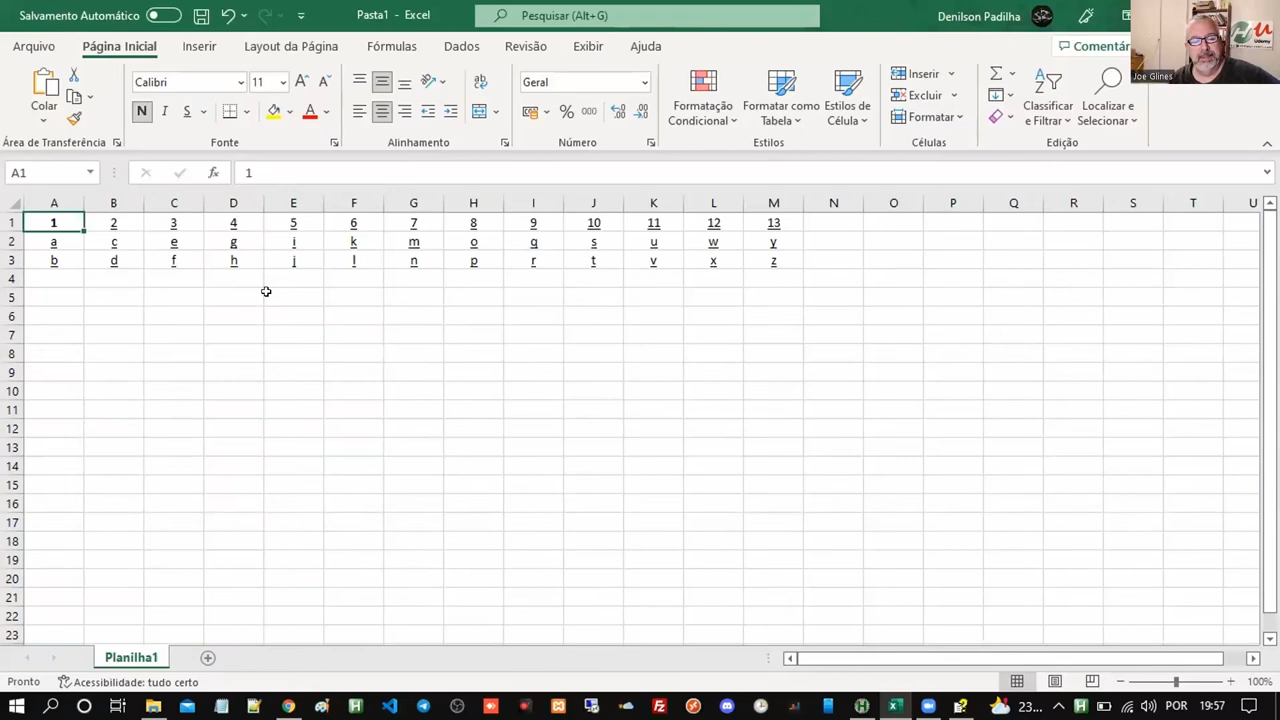 Salvamento Automático
Pasta1 - Excel
Pesquisar (Alt+G)
Denilson Padilha
Arquivo
Página Inicial
Inserir
Layout da Página
Fórmulas
Dados
Revisão
Exibir
Ajuda
Comentár
Joe Glines
Colar
Calibri
11
N I S
Geral
Formatação Condicional
Formatar como Tabela
Estilos de Célula
Inserir
Excluir
Formatar
Classificar e Filtrar
Localizar e Selecionar
Área de Transferência
Fonte
Alinhamento
Número
Estilos
Células
Edição
A1
fx
1
A B C D E F G H I J K L M N O P Q R S T U
1 1 2 3 4 5 6 7 8 9 10 11 12 13
2 a c e g i k m o q s u w y
3 b d f h j l n p r t v x z
4
5
6
7
8
9
10
11
12
13
14
15
16
17
18
19
20
21
22
23
Planilha1
Pronto
Acessibilidade: tudo certo
100%
23...
POR
19:57